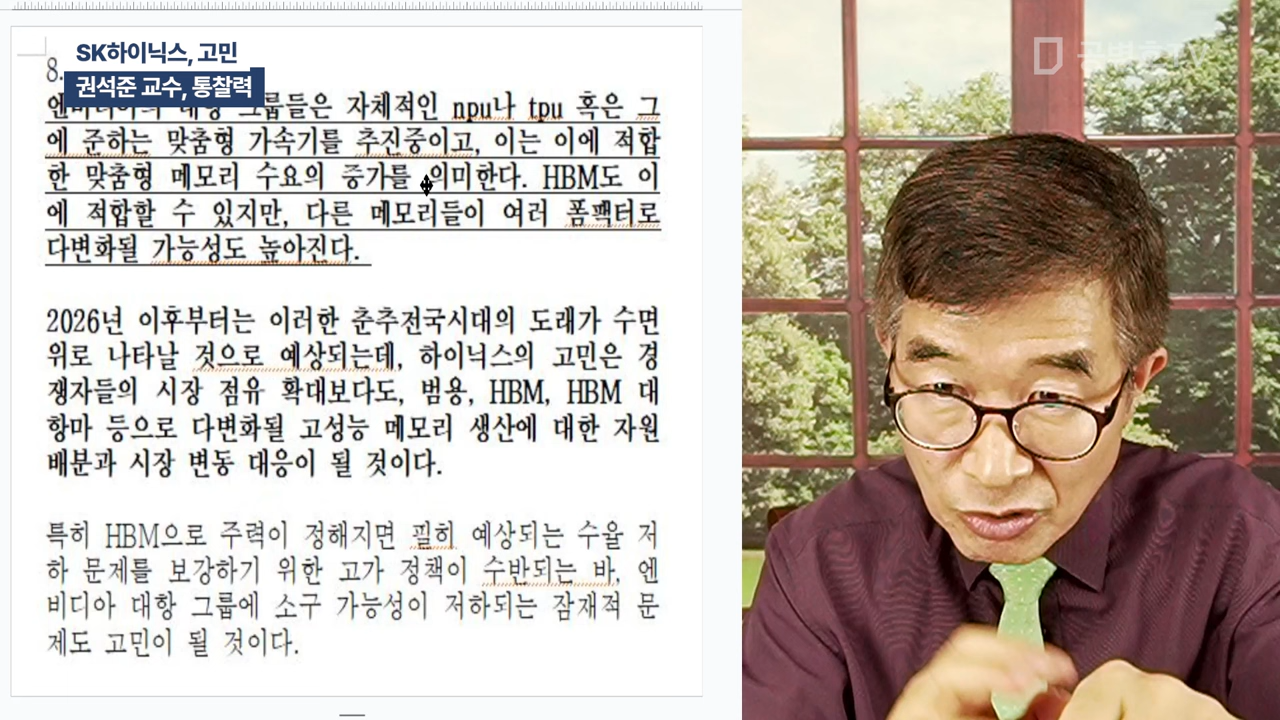 SK하이닉스, 고민
권석준 교수, 통찰력
8.
엔비디아의 대항 그룹들은 자체적인 npu나 tpu 혹은 그
에 준하는 맞춤형 가속기를 추진중이고, 이는 이에 적합
한 맞춤형 메모리 수요의 증가를 의미한다. HBM도 이
에 적합할 수 있지만, 다른 메모리들이 여러 폼팩터로
다변화될 가능성도 높아진다.
2026년 이후부터는 이러한 춘추전국시대의 도래가 수면
위로 나타날 것으로 예상되는데, 하이닉스의 고민은 경
쟁자들의 시장 점유 확대보다도, 범용, HBM, HBM 대
항마 등으로 다변화될 고성능 메모리 생산에 대한 자원
배분과 시장 변동 대응이 될 것이다.
특히 HBM으로 주력이 정해지면 필히 예상되는 수율 저
하 문제를 보강하기 위한 고가 정책이 수반되는 바, 엔
비디아 대항 그룹에 소구 가능성이 저하되는 잠재적 문
제도 고민이 될 것이다.